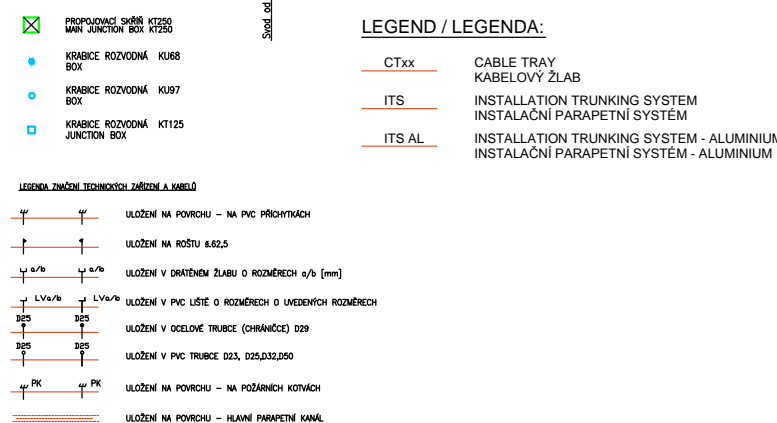 PROPOJOVACÍ SKŘÍŇ KT250
MAIN JUNCTION BOX KT250
KRABICE ROZVODNÁ KU68
BOX
KRABICE ROZVODNÁ KU97
BOX
KRABICE ROZVODNÁ KT125
JUNCTION BOX
Svod od
LEGEND / LEGENDA:
CTxx CABLE TRAY
KABELOVÝ ŽLAB
ITS INSTALLATION TRUNKING SYSTEM
INSTALAČNÍ PARAPETNÍ SYSTÉM
ITS AL INSTALLATION TRUNKING SYSTEM - ALUMINIUM
INSTALAČNÍ PARAPETNÍ SYSTÉM - ALUMINIUM
LEGENDA ZNAČENÍ TECHNICKÝCH ZAŘÍZENÍ A KABELŮ
ULOŽENÍ NA POVRCHU – NA PVC PŘÍCHYTKÁCH
ULOŽENÍ NA ROŠTU š.62,5
a/b a/b ULOŽENÍ V DRÁTĚNÉM ŽLABU O ROZMĚRECH a/b [mm]
LVa/b LVa/b ULOŽENÍ V PVC LIŠTĚ O ROZMĚRECH O UVEDENÝCH ROZMĚRECH
D25 D25 ULOŽENÍ V OCELOVÉ TRUBCE (CHRÁNIČCE) D29
D25 D25 ULOŽENÍ V PVC TRUBCE D23, D25,D32,D50
PK PK ULOŽENÍ NA POVRCHU – NA POŽÁRNÍCH KOTVÁCH
ULOŽENÍ NA POVRCHU – HLAVNÍ PARAPETNÍ KANÁL